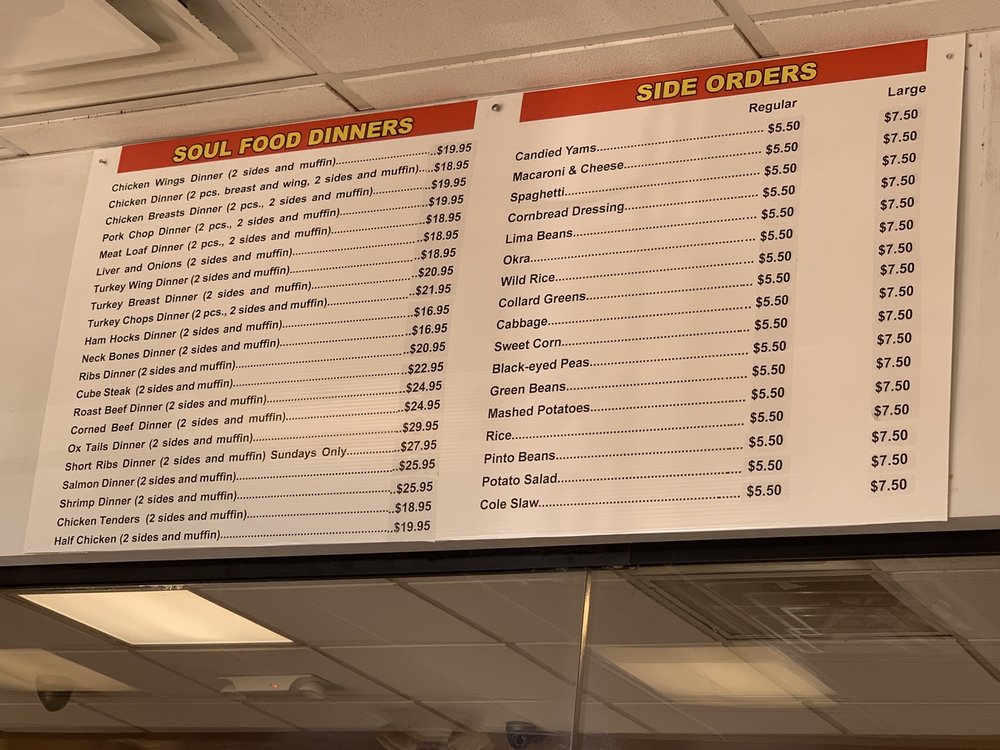 SOUL FOOD DINNERS
Chicken Wings Dinner (2 sides and muffin)...$19.95
Chicken Dinner (2 pcs. breast and wing, 2 sides and muffin)...$18.95
Chicken Breasts Dinner (2 pcs., 2 sides and muffin)...$19.95
Pork Chop Dinner (2 pcs., 2 sides and muffin)...$19.95
Meat Loaf Dinner (2 pcs., 2 sides and muffin)...$18.95
Liver and Onions (2 sides and muffin)...$18.95
Turkey Wing Dinner (2 sides and muffin)...$18.95
Turkey Breast Dinner (2 sides and muffin)...$20.95
Turkey Chops Dinner (2 pcs., 2 sides and muffin)...$21.95
Ham Hocks Dinner (2 sides and muffin)...$16.95
Neck Bones Dinner (2 sides and muffin)...$16.95
Ribs Dinner (2 sides and muffin)...$20.95
Cube Steak (2 sides and muffin)...$22.95
Roast Beef Dinner (2 sides and muffin)...$24.95
Corned Beef Dinner (2 sides and muffin)...$24.95
Ox Tails Dinner (2 sides and muffin)...$29.95
Short Ribs Dinner (2 sides and muffin) Sundays Only...$27.95
Salmon Dinner (2 sides and muffin)...$25.95
Shrimp Dinner (2 sides and muffin)...$25.95
Chicken Tenders (2 sides and muffin)...$18.95
Half Chicken (2 sides and muffin)...$19.95
SIDE ORDERS
Regular Large
Candied Yams...$5.50 $7.50
Macaroni & Cheese...$5.50 $7.50
Spaghetti...$5.50 $7.50
Cornbread Dressing...$5.50 $7.50
Lima Beans...$5.50 $7.50
Okra...$5.50 $7.50
Wild Rice...$5.50 $7.50
Collard Greens...$5.50 $7.50
Cabbage...$5.50 $7.50
Sweet Corn...$5.50 $7.50
Black-eyed Peas...$5.50 $7.50
Green Beans...$5.50 $7.50
Mashed Potatoes...$5.50 $7.50
Rice...$5.50 $7.50
Pinto Beans...$5.50 $7.50
Potato Salad...$5.50 $7.50
Cole Slaw...$5.50 $7.50